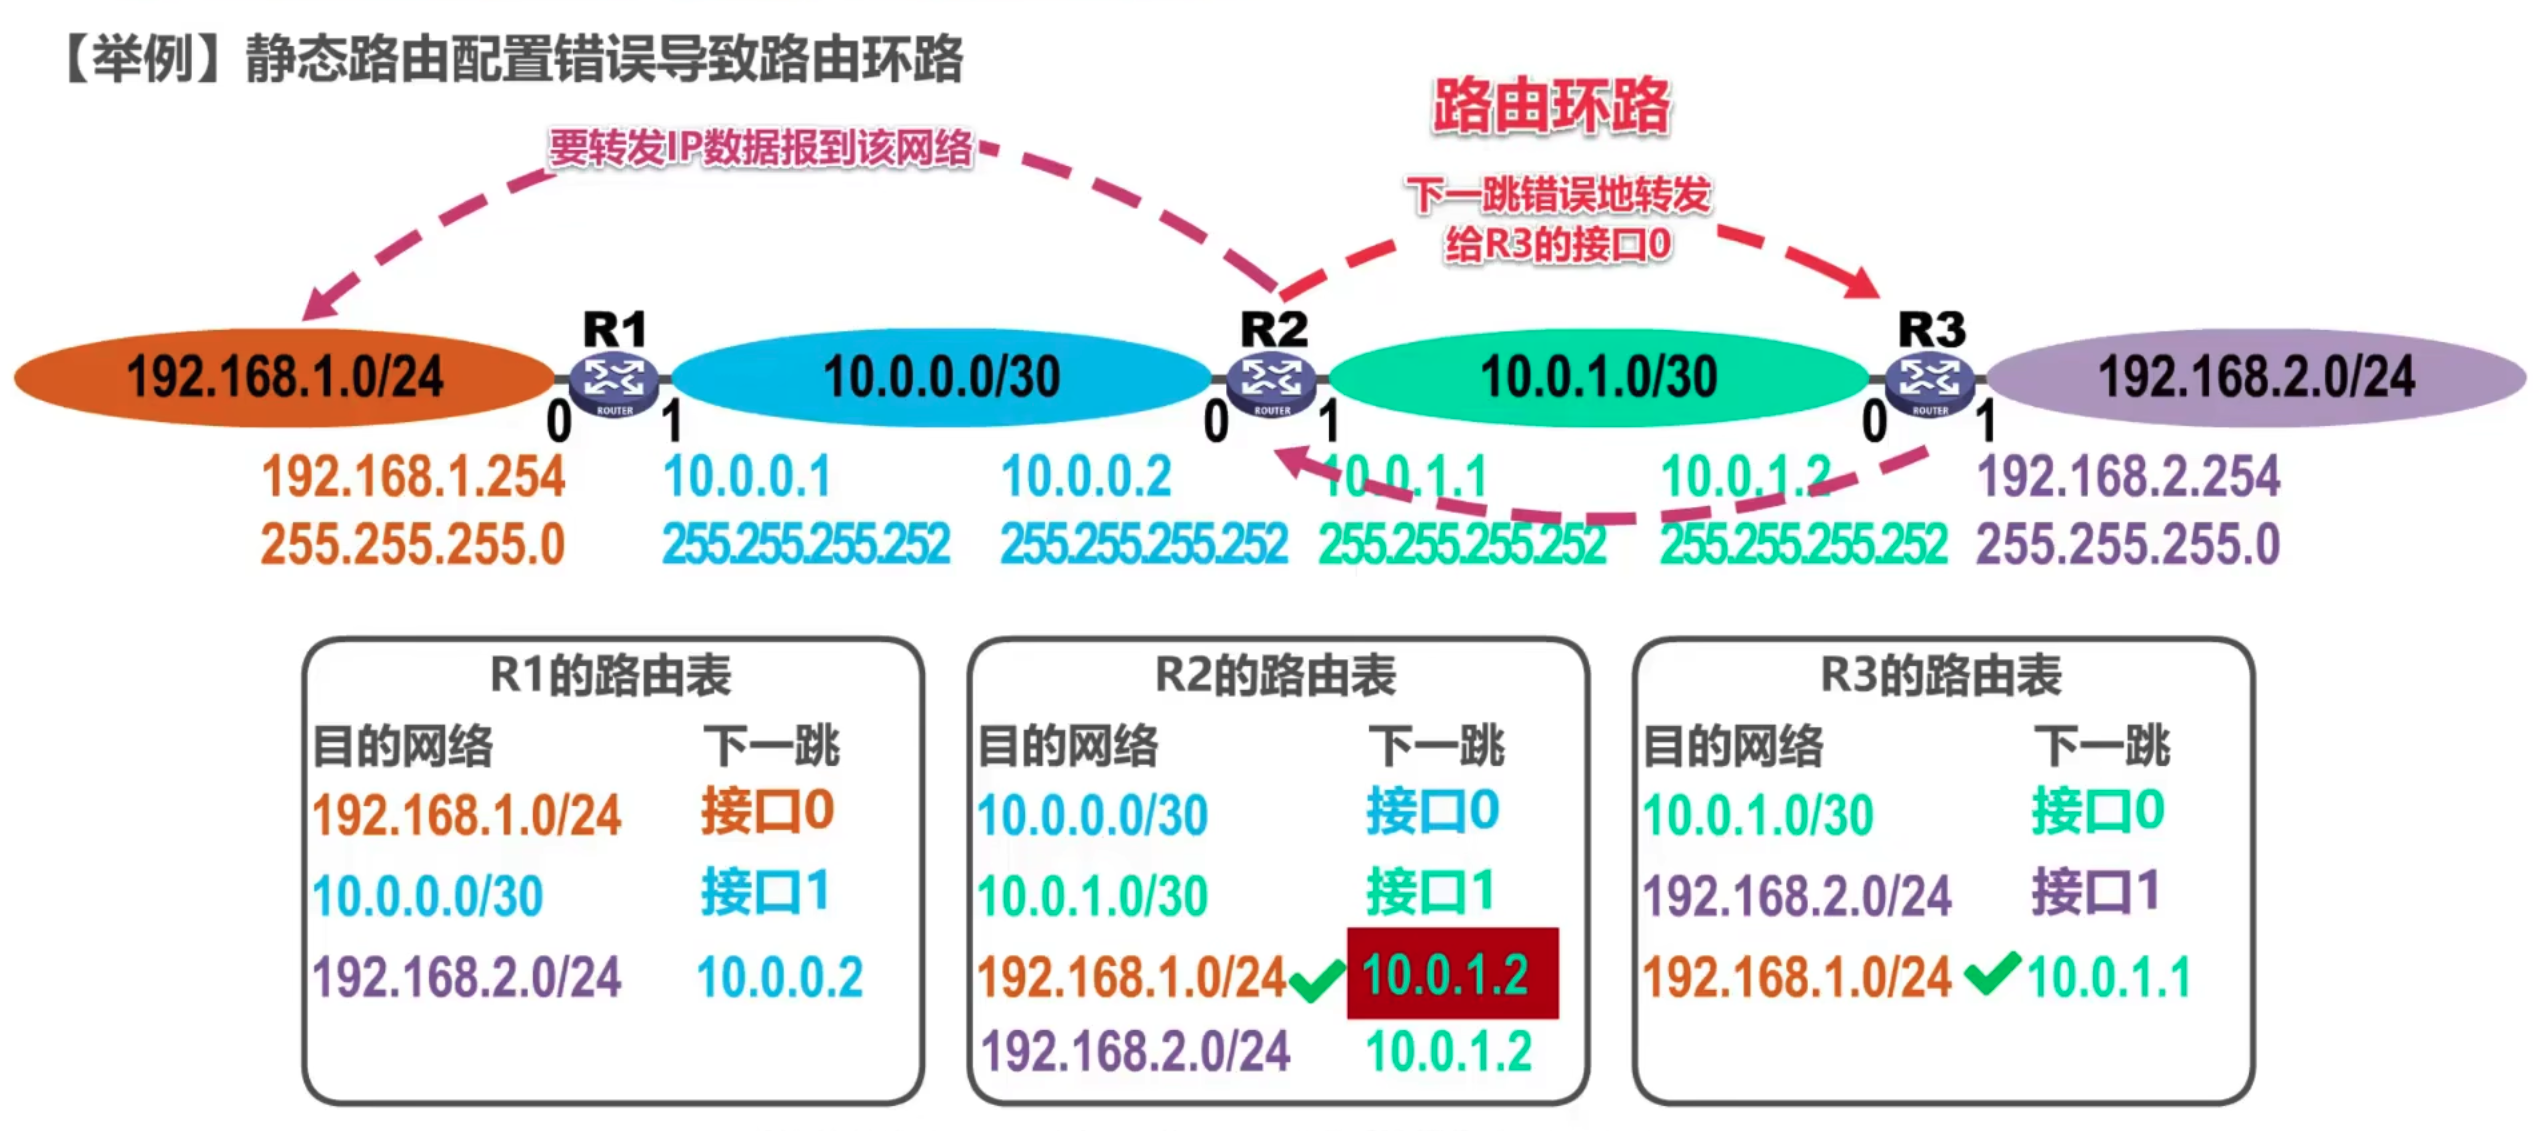 【举例】静态路由配置错误导致路由环路
路由环路
要转发IP数据报到该网络
下一跳错误地转发
给R3的接口0
R1
R2
R3
192.168.1.0/24
10.0.0.0/30
10.0.1.0/30
192.168.2.0/24
ROUTER
ROUTER
ROUTER
0
1
0
1
0
1
192.168.1.254
255.255.255.0
10.0.0.1
255.255.255.252
10.0.0.2
255.255.255.252
10.0.1.1
255.255.255.252
10.0.1.2
255.255.255.252
192.168.2.254
255.255.255.0
R1的路由表
目的网络 下一跳
192.168.1.0/24 接口0
10.0.0.0/30 接口1
192.168.2.0/24 10.0.0.2
R2的路由表
目的网络 下一跳
10.0.0.0/30 接口0
10.0.1.0/30 接口1
192.168.1.0/24 10.0.1.2
192.168.2.0/24 10.0.1.2
R3的路由表
目的网络 下一跳
10.0.1.0/30 接口0
192.168.2.0/24 接口1
192.168.1.0/24 10.0.1.1